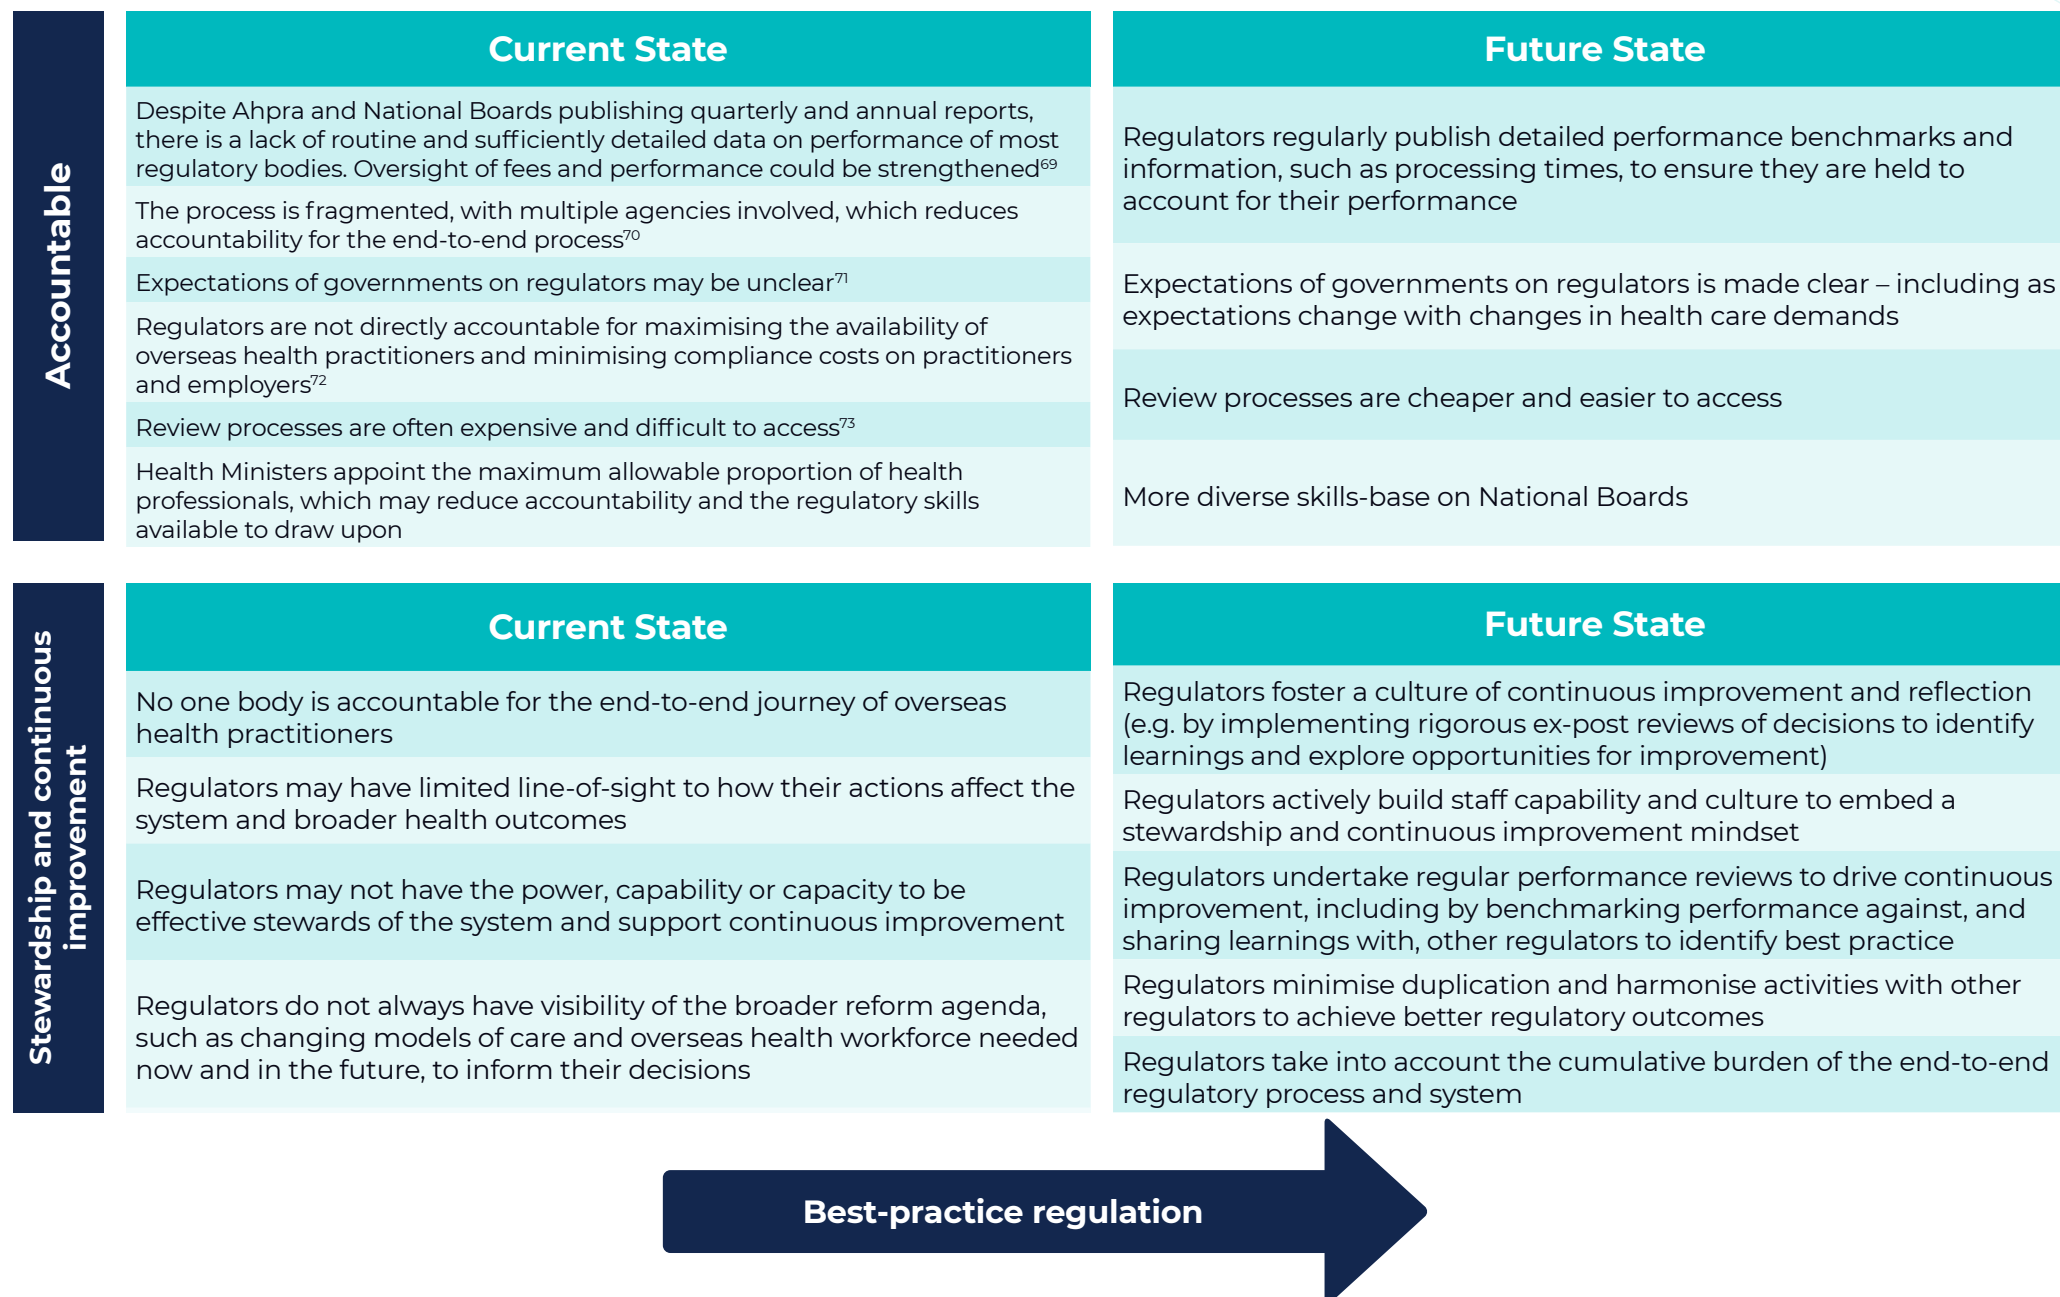 Accountable
Current State
Despite Ahpra and National Boards publishing quarterly and annual reports,
there is a lack of routine and sufficiently detailed data on performance of most
regulatory bodies. Oversight of fees and performance could be strengthened⁶⁹
The process is fragmented, with multiple agencies involved, which reduces
accountability for the end-to-end process⁷⁰
Expectations of governments on regulators may be unclear⁷¹
Regulators are not directly accountable for maximising the availability of
overseas health practitioners and minimising compliance costs on practitioners
and employers⁷²
Review processes are often expensive and difficult to access⁷³
Health Ministers appoint the maximum allowable proportion of health
professionals, which may reduce accountability and the regulatory skills
available to draw upon
Future State
Regulators regularly publish detailed performance benchmarks and
information, such as processing times, to ensure they are held to
account for their performance
Expectations of governments on regulators is made clear – including as
expectations change with changes in health care demands
Review processes are cheaper and easier to access
More diverse skills-base on National Boards
Stewardship and continuous
improvement
Current State
No one body is accountable for the end-to-end journey of overseas
health practitioners
Regulators may have limited line-of-sight to how their actions affect the
system and broader health outcomes
Regulators may not have the power, capability or capacity to be
effective stewards of the system and support continuous improvement
Regulators do not always have visibility of the broader reform agenda,
such as changing models of care and overseas health workforce needed
now and in the future, to inform their decisions
Future State
Regulators foster a culture of continuous improvement and reflection
(e.g. by implementing rigorous ex-post reviews of decisions to identify
learnings and explore opportunities for improvement)
Regulators actively build staff capability and culture to embed a
stewardship and continuous improvement mindset
Regulators undertake regular performance reviews to drive continuous
improvement, including by benchmarking performance against, and
sharing learnings with, other regulators to identify best practice
Regulators minimise duplication and harmonise activities with other
regulators to achieve better regulatory outcomes
Regulators take into account the cumulative burden of the end-to-end
regulatory process and system
Best-practice regulation